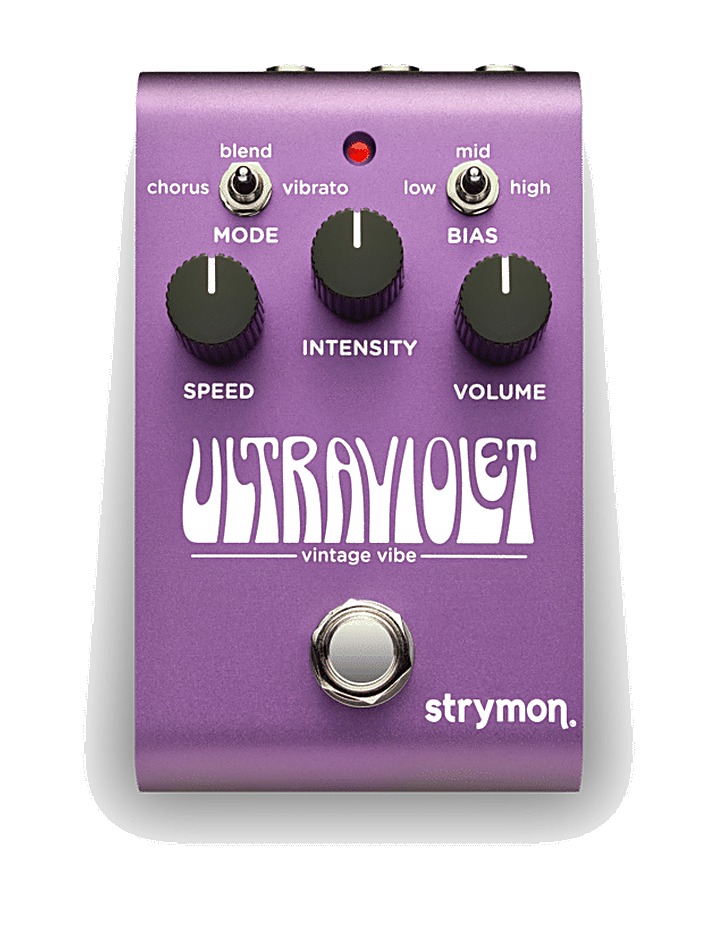 blend
mid
chorus
vibrato
low
high
MODE
BIAS
INTENSITY
SPEED
VOLUME
ULTRAVIOLET
vintage vibe
strymon®